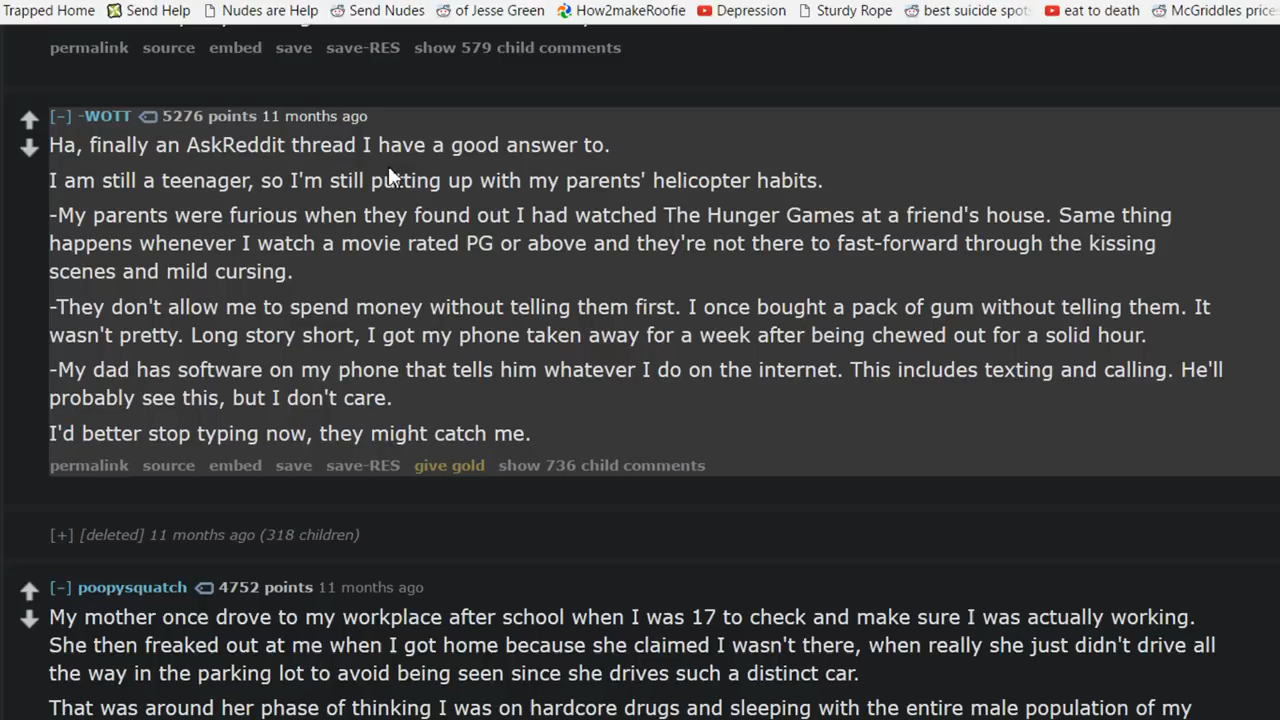 Trapped Home Send Help Nudes are Help Send Nudes of Jesse Green How2makeRoofie Depression Sturdy Rope best suicide spot eat to death McGriddles price
permalink source embed save save-RES show 579 child comments
[–] -WOTT 5276 points 11 months ago
Ha, finally an AskReddit thread I have a good answer to.
I am still a teenager, so I'm still putting up with my parents' helicopter habits.
-My parents were furious when they found out I had watched The Hunger Games at a friend's house. Same thing
happens whenever I watch a movie rated PG or above and they're not there to fast-forward through the kissing
scenes and mild cursing.
-They don't allow me to spend money without telling them first. I once bought a pack of gum without telling them. It
wasn't pretty. Long story short, I got my phone taken away for a week after being chewed out for a solid hour.
-My dad has software on my phone that tells him whatever I do on the internet. This includes texting and calling. He'll
probably see this, but I don't care.
I'd better stop typing now, they might catch me.
permalink source embed save save-RES give gold show 736 child comments
[+] [deleted] 11 months ago (318 children)
[–] poopysquatch 4752 points 11 months ago
My mother once drove to my workplace after school when I was 17 to check and make sure I was actually working.
She then freaked out at me when I got home because she claimed I wasn't there, when really she just didn't drive all
the way in the parking lot to avoid being seen since she drives such a distinct car.
That was around her phase of thinking I was on hardcore drugs and sleeping with the entire male population of my